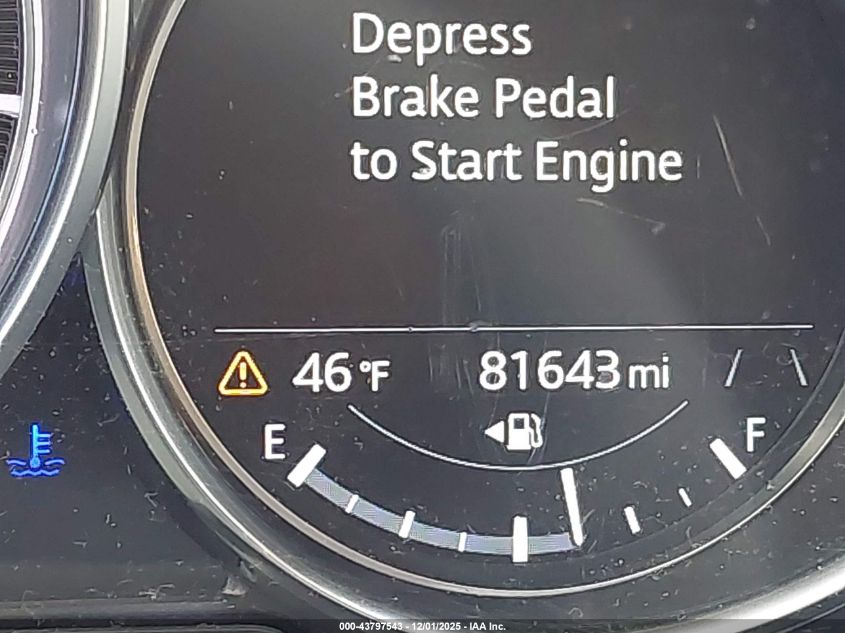 Depress
Brake Pedal
to Start Engine
46 °F 81643 mi
E F
000-43797543 - 12/01/2025 - IAA Inc.